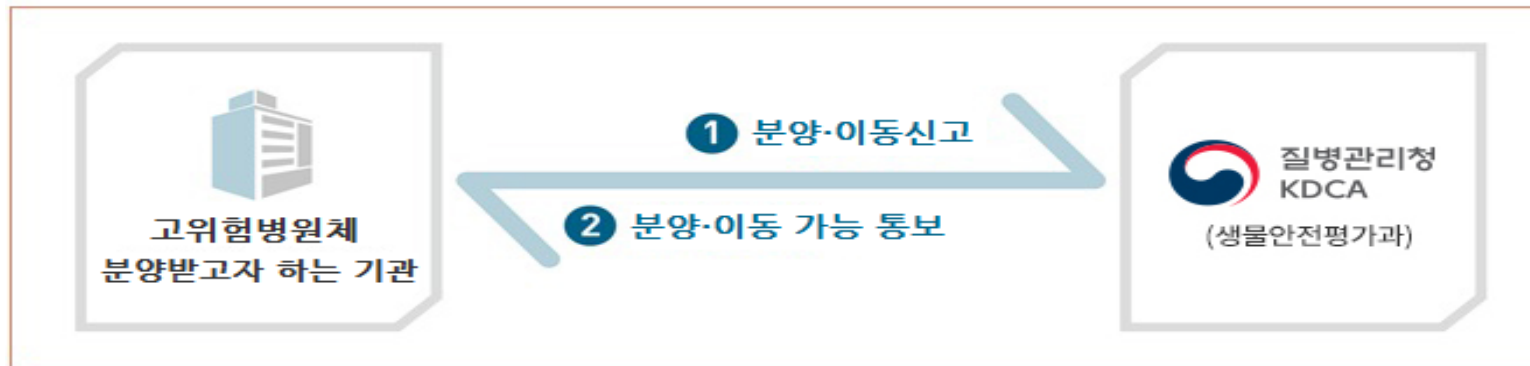 고위험병원체
분양받고자 하는 기관
1 분양·이동신고
2 분양·이동 가능 통보
질병관리청
KDCA
(생물안전평가과)